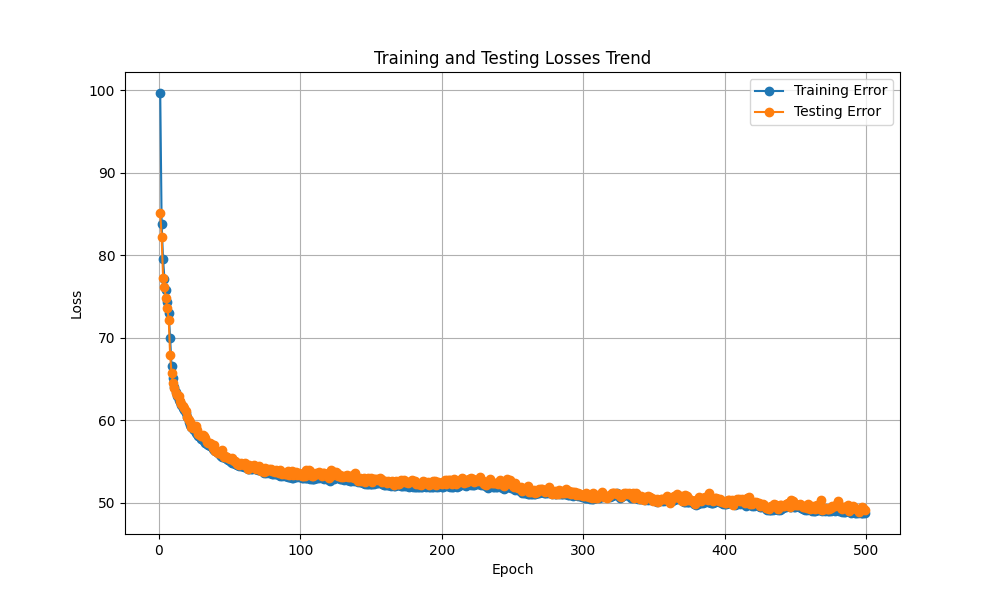 Training and Testing Losses Trend
Training Error
Testing Error
100
90
80
70
60
50
Loss
0
100
200
300
400
500
Epoch